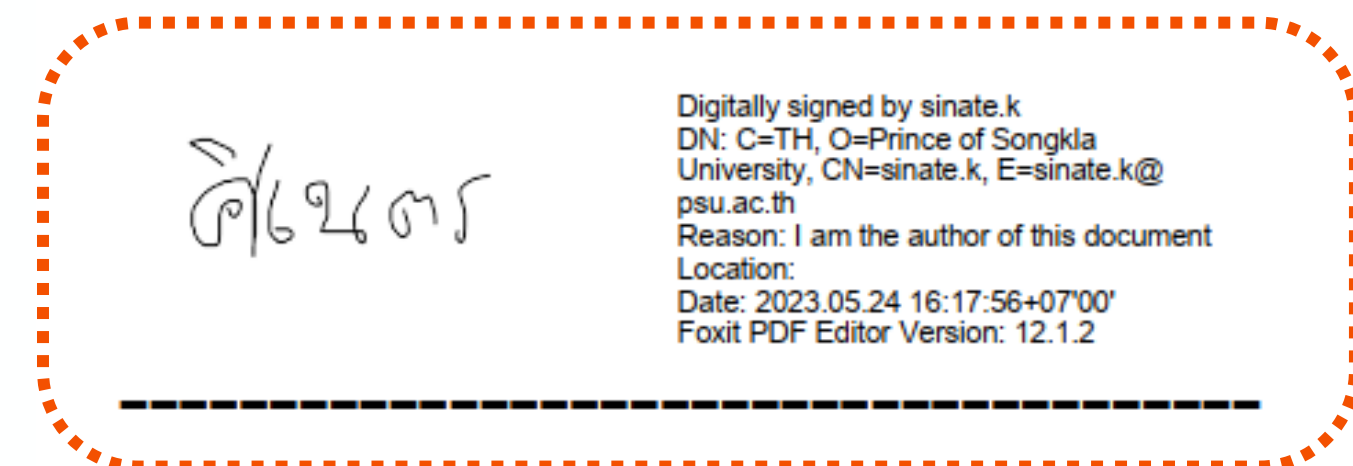 ศิเนตร
Digitally signed by sinate.k
DN: C=TH, O=Prince of Songkla
University, CN=sinate.k, E=sinate.k@
psu.ac.th
Reason: I am the author of this document
Location:
Date: 2023.05.24 16:17:56+07'00'
Foxit PDF Editor Version: 12.1.2